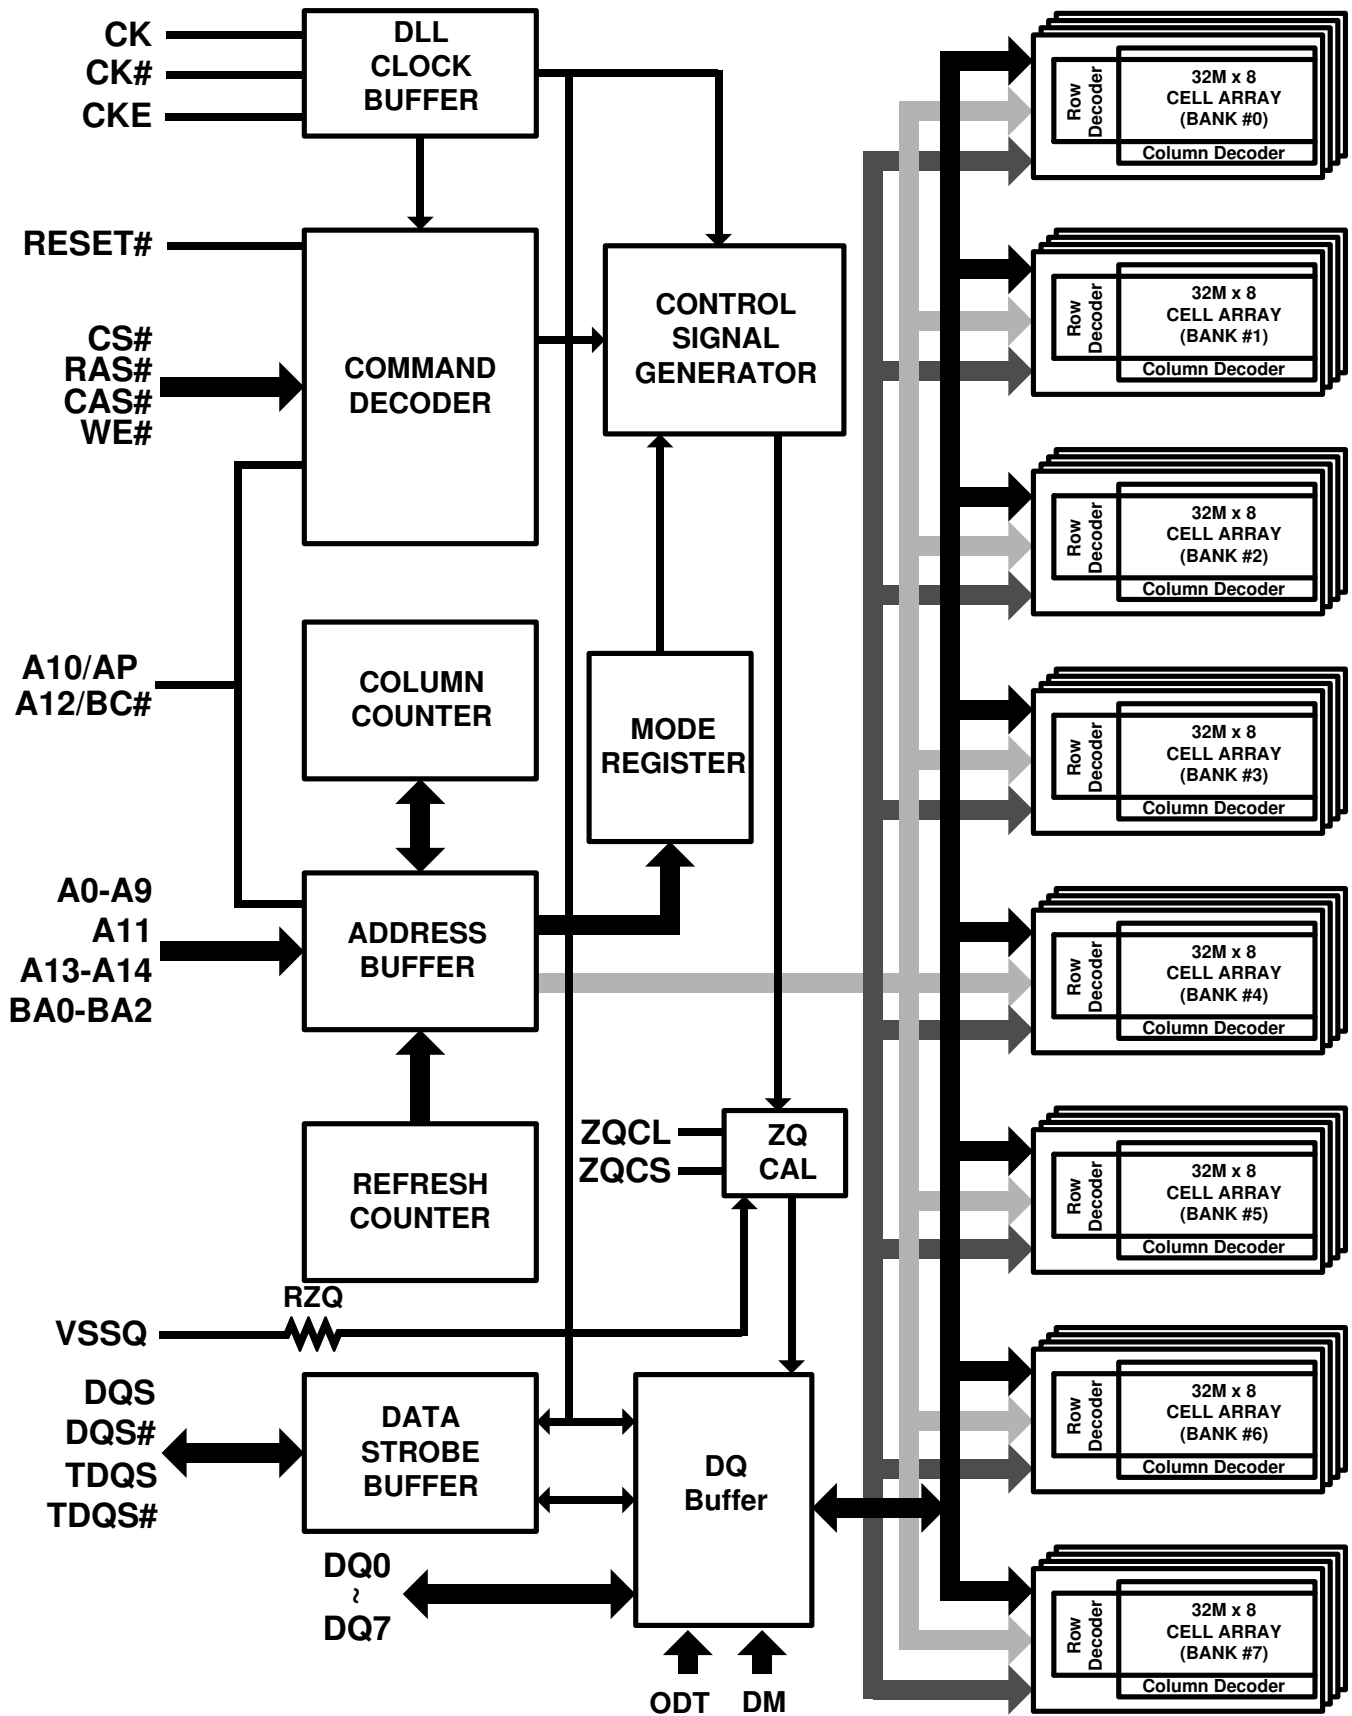 CK
CK#
CKE
DLL
CLOCK
BUFFER
RESET#
CS#
RAS#
CAS#
WE#
COMMAND
DECODER
CONTROL
SIGNAL
GENERATOR
A10/AP
A12/BC#
COLUMN
COUNTER
MODE
REGISTER
A0-A9
A11
A13-A14
BA0-BA2
ADDRESS
BUFFER
REFRESH
COUNTER
ZQCL
ZQCS
ZQ
CAL
RZQ
VSSQ
DQS
DQS#
TDQS
TDQS#
DATA
STROBE
BUFFER
DQ
Buffer
DQ0
~
DQ7
ODT
DM
Row
Decoder
32M x 8
CELL ARRAY
(BANK #0)
Column Decoder
Row
Decoder
32M x 8
CELL ARRAY
(BANK #1)
Column Decoder
Row
Decoder
32M x 8
CELL ARRAY
(BANK #2)
Column Decoder
Row
Decoder
32M x 8
CELL ARRAY
(BANK #3)
Column Decoder
Row
Decoder
32M x 8
CELL ARRAY
(BANK #4)
Column Decoder
Row
Decoder
32M x 8
CELL ARRAY
(BANK #5)
Column Decoder
Row
Decoder
32M x 8
CELL ARRAY
(BANK #6)
Column Decoder
Row
Decoder
32M x 8
CELL ARRAY
(BANK #7)
Column Decoder